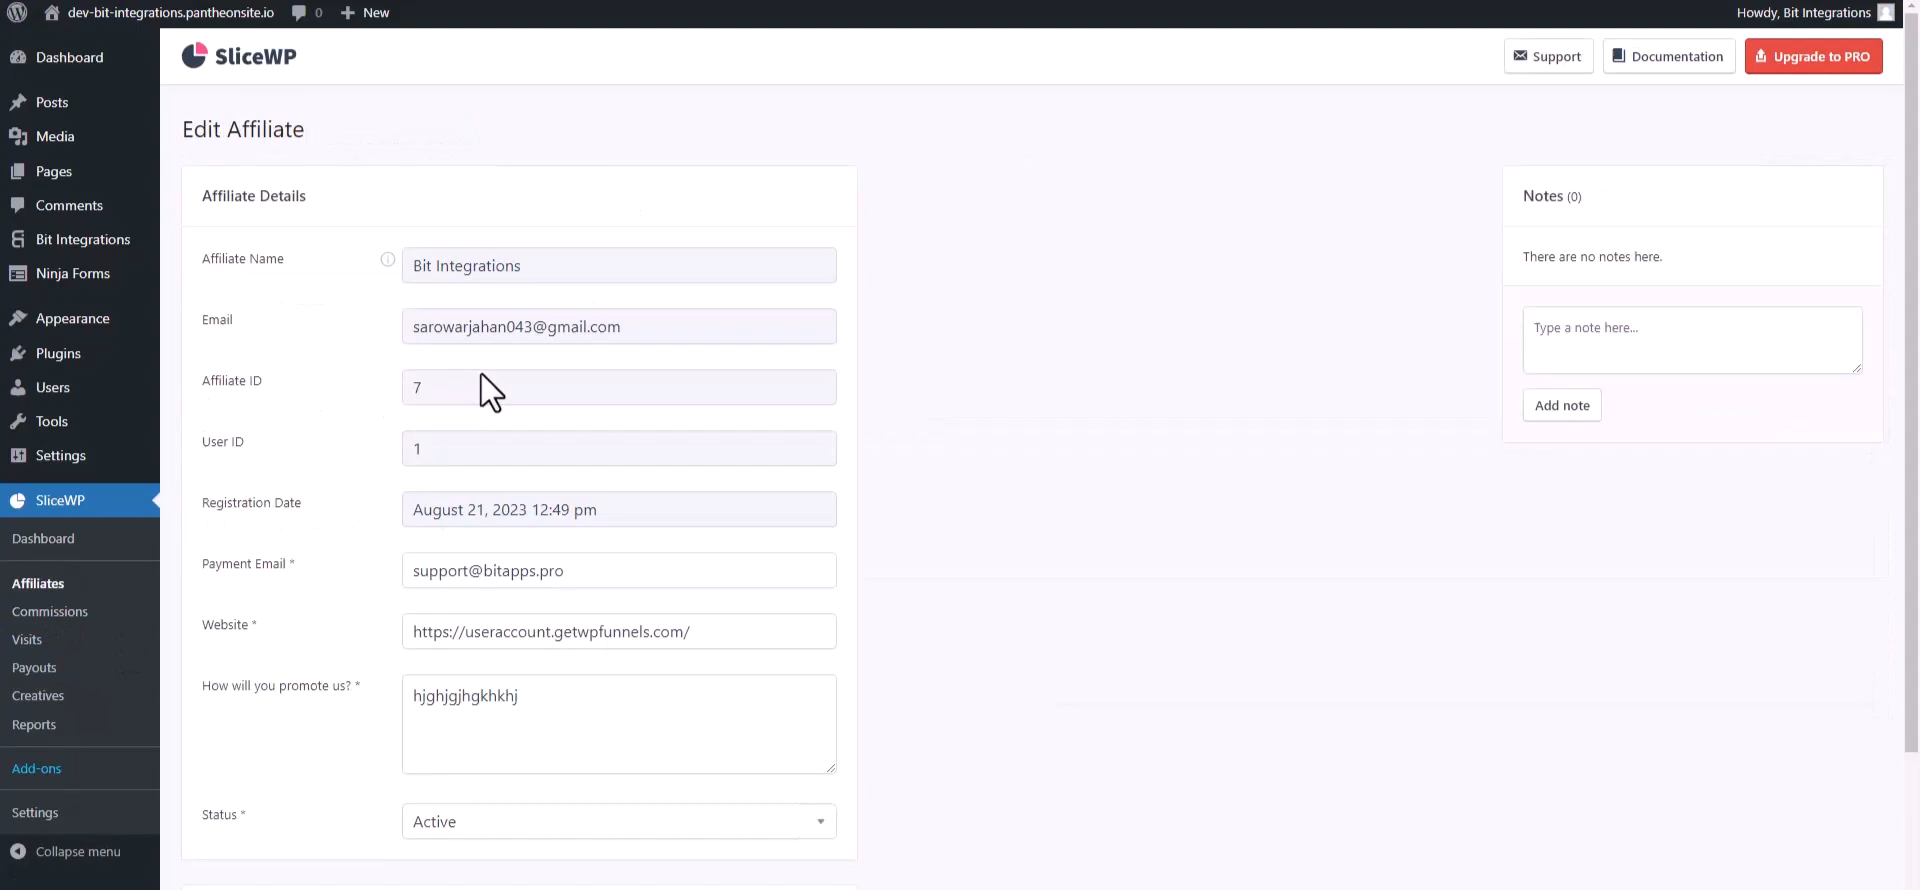 dev-bit-integrations.pantheonsite.io 0 New Howdy, Bit Integrations
Dashboard
Posts
Media
Pages
Comments
Bit Integrations
Ninja Forms
Appearance
Plugins
Users
Tools
Settings
SliceWP
Dashboard
Affiliates
Commissions
Visits
Payouts
Creatives
Reports
Add-ons
Settings
Collapse menu
SliceWP Support Documentation Upgrade to PRO
Edit Affiliate
Affiliate Details
Affiliate Name Bit Integrations
Email sarowarjahan043@gmail.com
Affiliate ID 7
User ID 1
Registration Date August 21, 2023 12:49 pm
Payment Email * support@bitapps.pro
Website * https://useraccount.getwpfunnels.com/
How will you promote us? * hjghjgjhgkhkhj
Status * Active
Notes (0)
There are no notes here.
Type a note here...
Add note